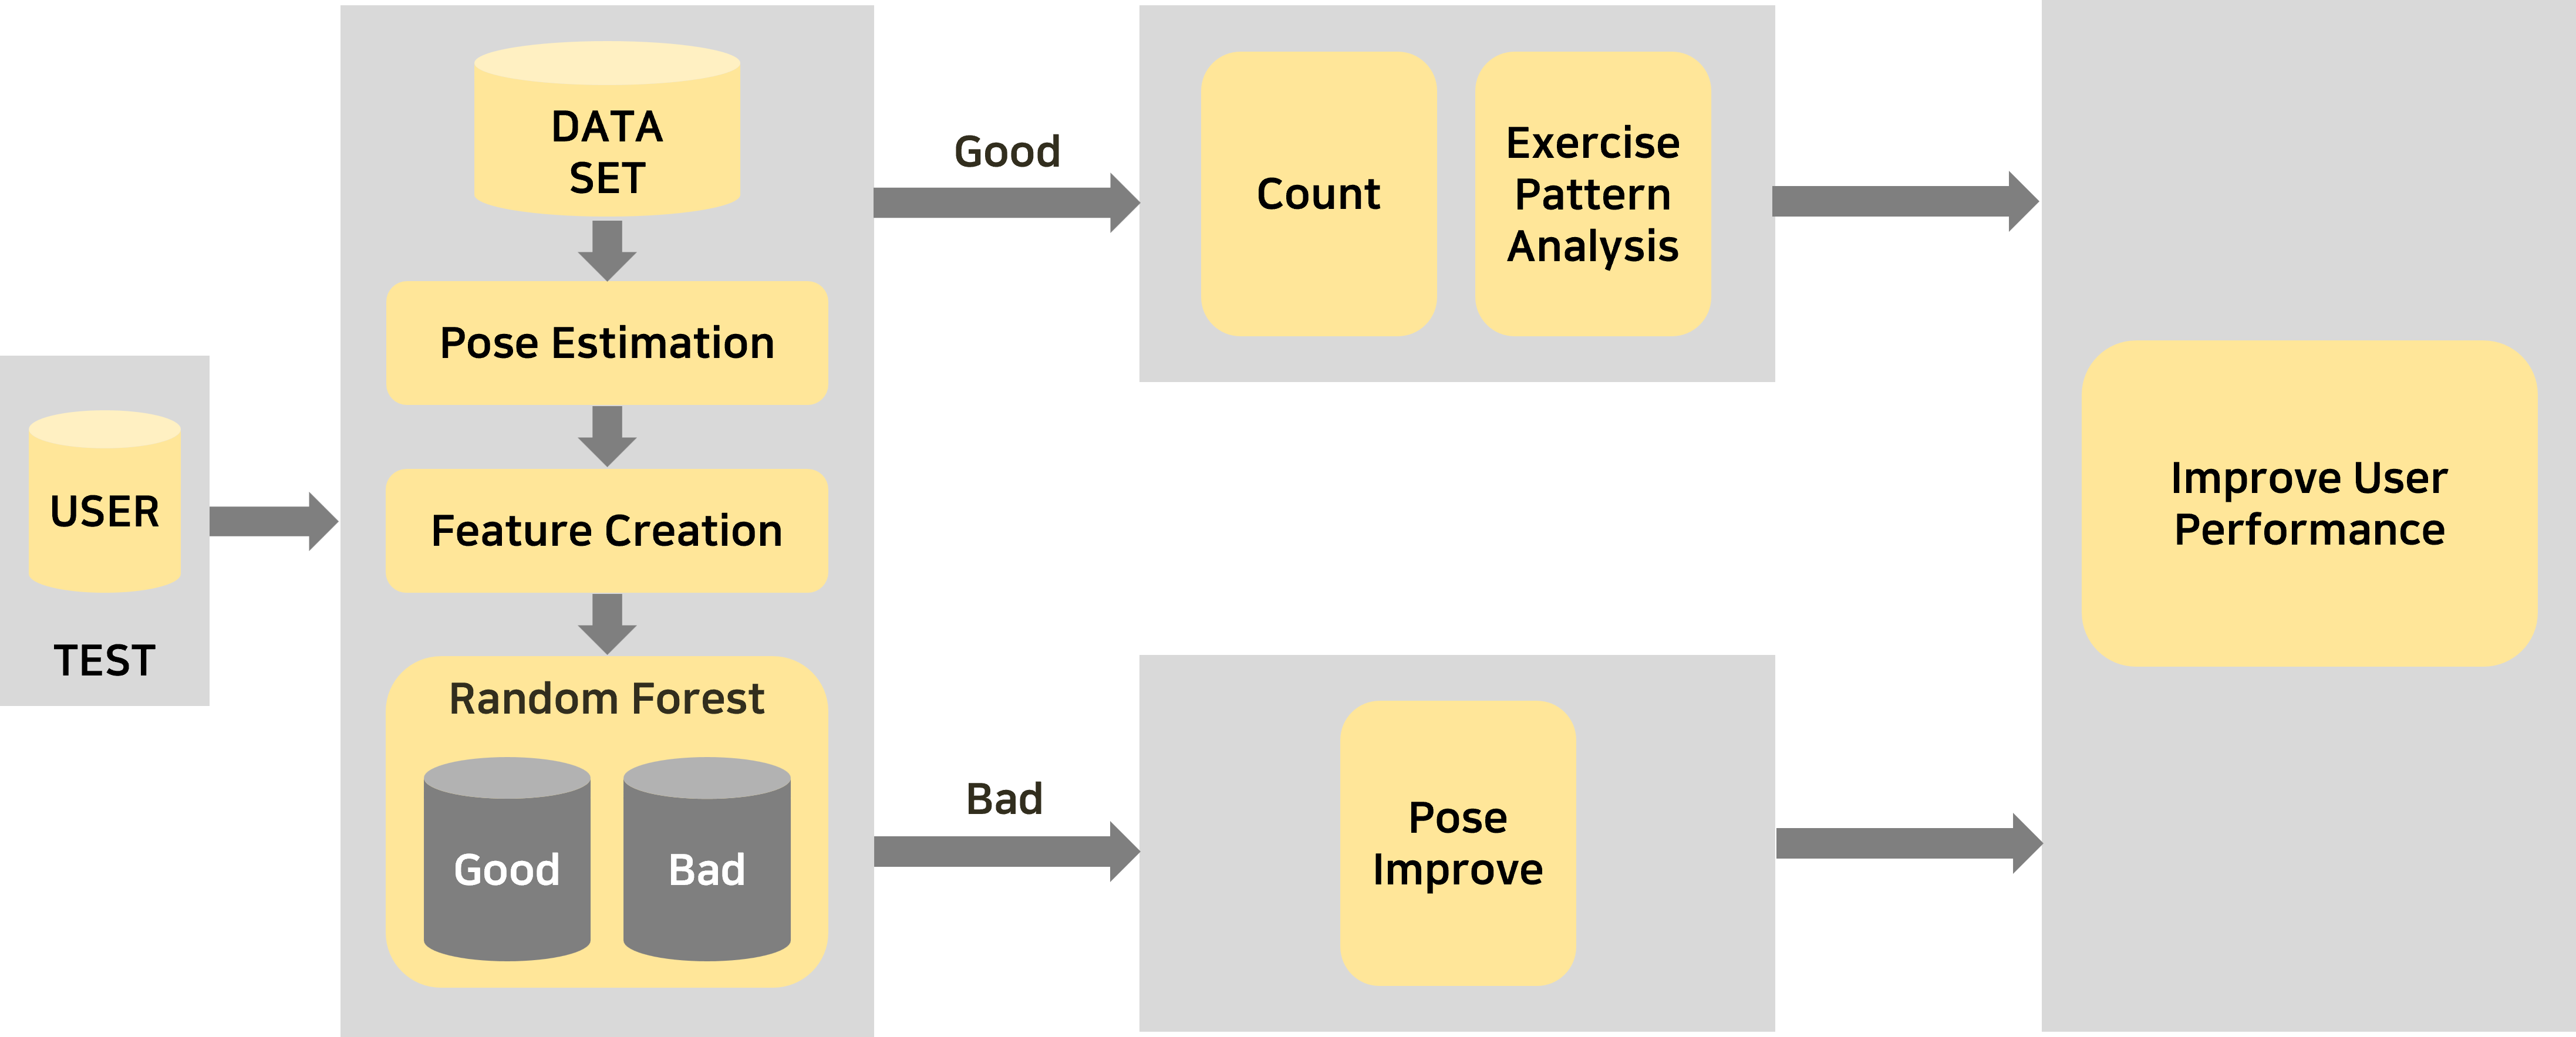 USER
TEST
DATA
SET
Pose Estimation
Feature Creation
Random Forest
Good
Bad
Good
Bad
Count
Exercise
Pattern
Analysis
Pose
Improve
Improve User
Performance